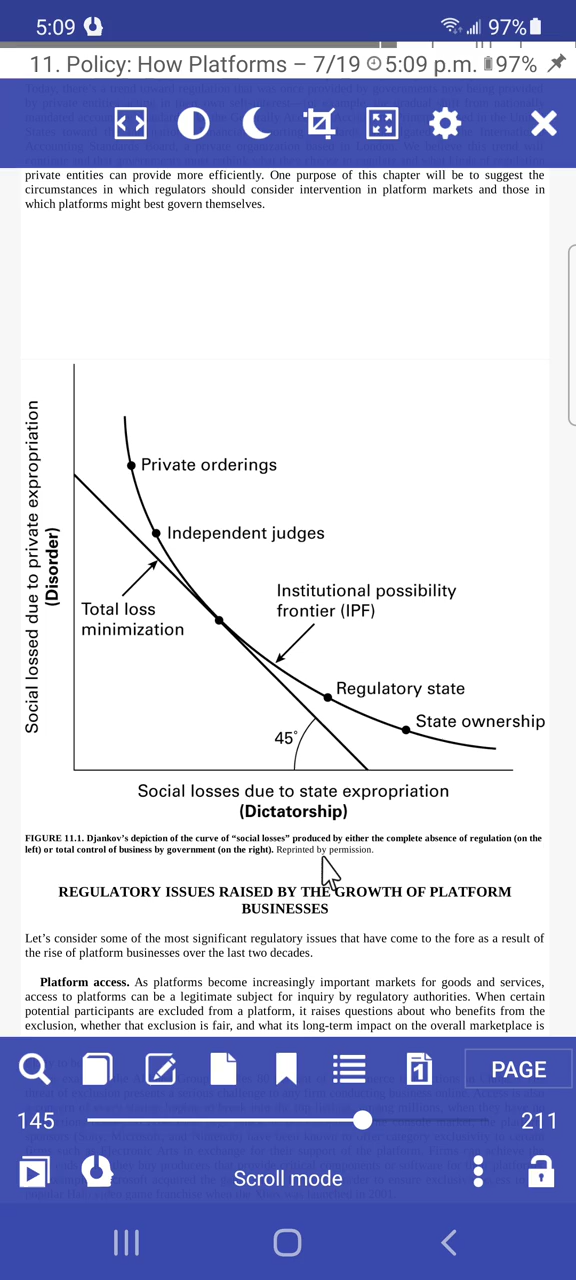 5:09
97%
11. Policy: How Platforms – 7/19 5:09 p.m. 97%
private entities can provide more efficiently. One purpose of this chapter will be to suggest the
circumstances in which regulators should consider intervention in platform markets and those in
which platforms might best govern themselves.
Social lossed due to private expropriation
(Disorder)
Private orderings
Independent judges
Total loss
minimization
Institutional possibility
frontier (IPF)
Regulatory state
State ownership
45°
Social losses due to state expropriation
(Dictatorship)
FIGURE 11.1. Djankov’s depiction of the curve of “social losses” produced by either the complete absence of regulation (on the
left) or total control of business by government (on the right). Reprinted by permission.
REGULATORY ISSUES RAISED BY THE GROWTH OF PLATFORM
BUSINESSES
Let’s consider some of the most significant regulatory issues that have come to the fore as a result of
the rise of platform businesses over the last two decades.
Platform access. As platforms become increasingly important markets for goods and services,
access to platforms can be a legitimate subject for inquiry by regulatory authorities. When certain
potential participants are excluded from a platform, it raises questions about who benefits from the
exclusion, whether that exclusion is fair, and what its long-term impact on the overall marketplace is
1
PAGE
145
211
Scroll mode